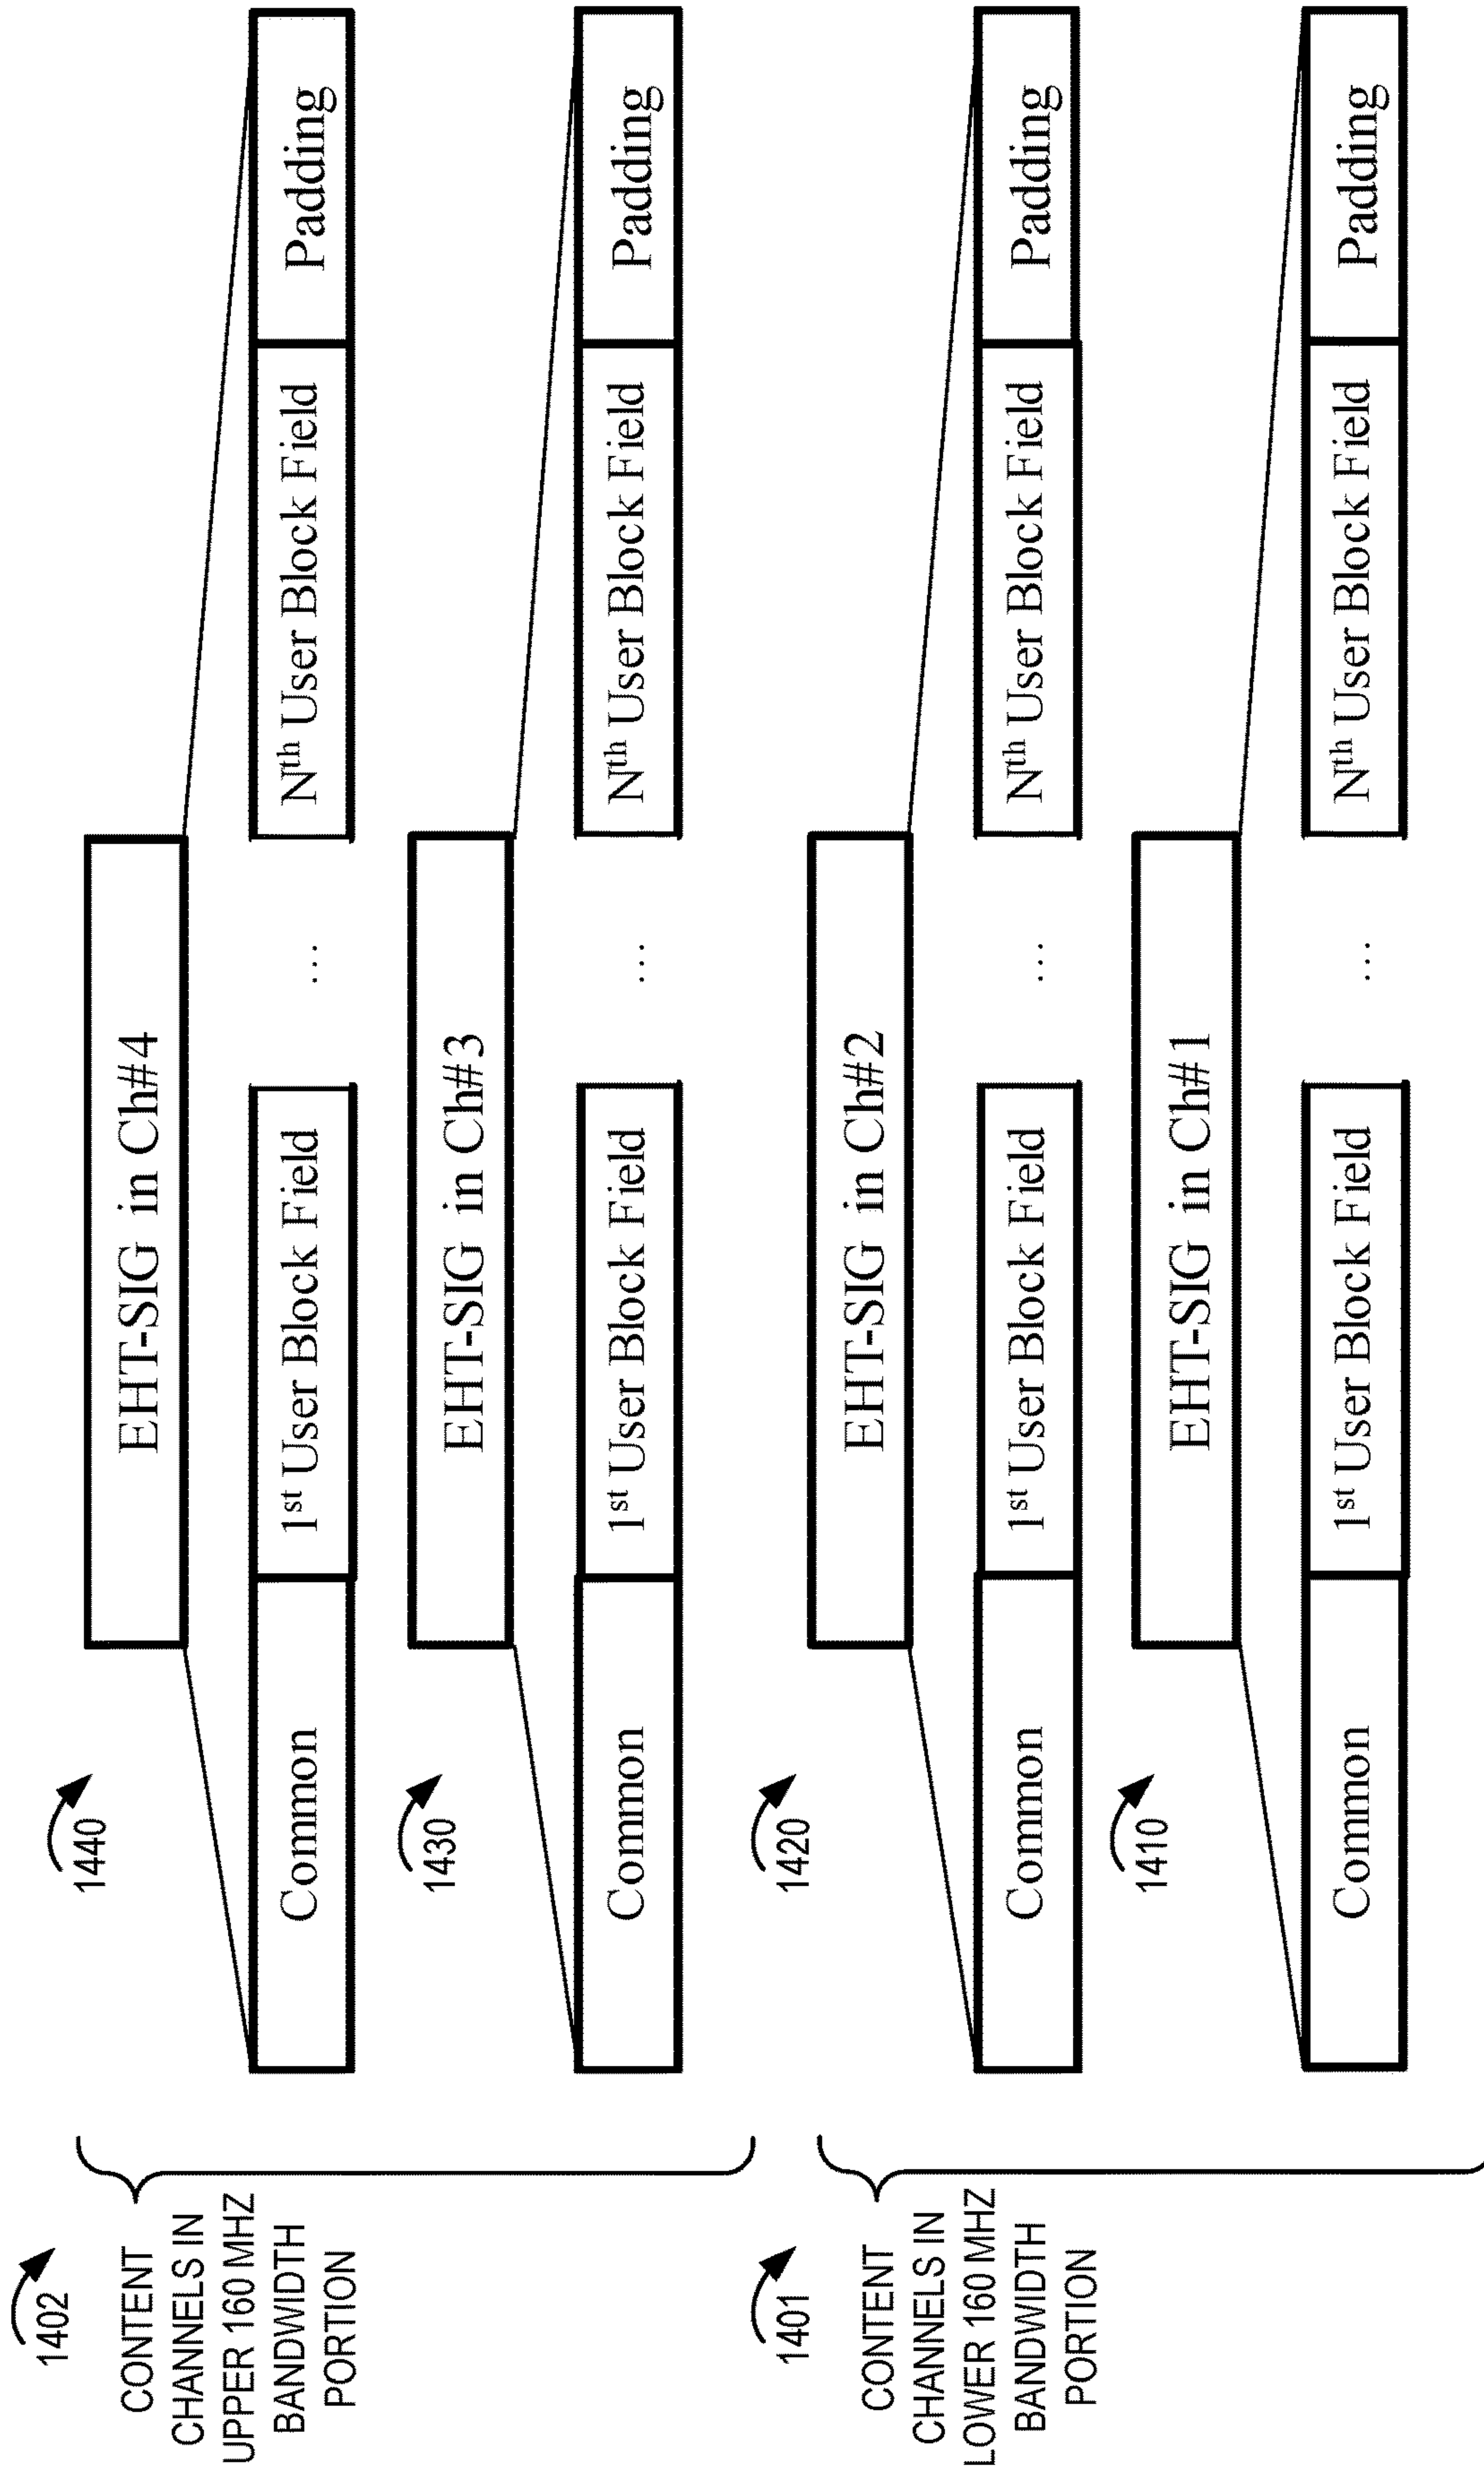 1402
CONTENT
CHANNELS IN
UPPER 160 MHZ
BANDWIDTH
PORTION
1440
EHT-SIG in Ch#4
Common
1st User Block Field
...
Nth User Block Field
Padding
1430
EHT-SIG in Ch#3
Common
1st User Block Field
...
Nth User Block Field
Padding
1401
CONTENT
CHANNELS IN
LOWER 160 MHZ
BANDWIDTH
PORTION
1420
EHT-SIG in Ch#2
Common
1st User Block Field
...
Nth User Block Field
Padding
1410
EHT-SIG in Ch#1
Common
1st User Block Field
...
Nth User Block Field
Padding